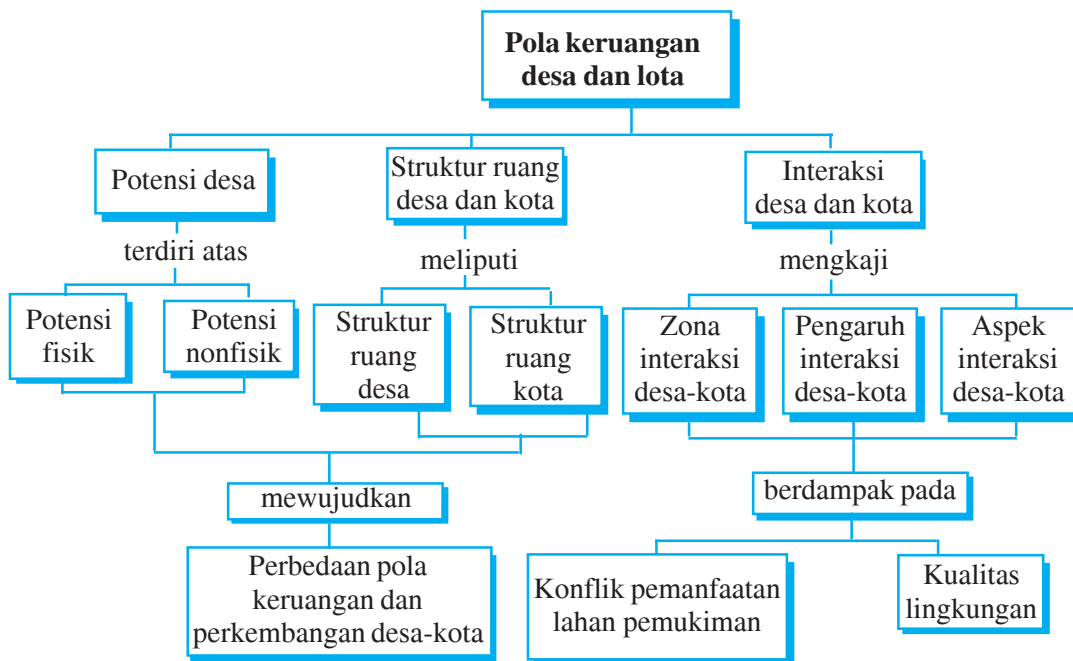 Pola keruangan
desa dan lota
Potensi desa
Struktur ruang
desa dan kota
Interaksi
desa dan kota
terdiri atas
meliputi
mengkaji
Potensi
fisik
Potensi
nonfisik
Struktur
ruang
desa
Struktur
ruang
kota
Zona
interaksi
desa-kota
Pengaruh
interaksi
desa-kota
Aspek
interaksi
desa-kota
mewujudkan
berdampak pada
Perbedaan pola
keruangan dan
perkembangan desa-kota
Konflik pemanfaatan
lahan pemukiman
Kualitas
lingkungan